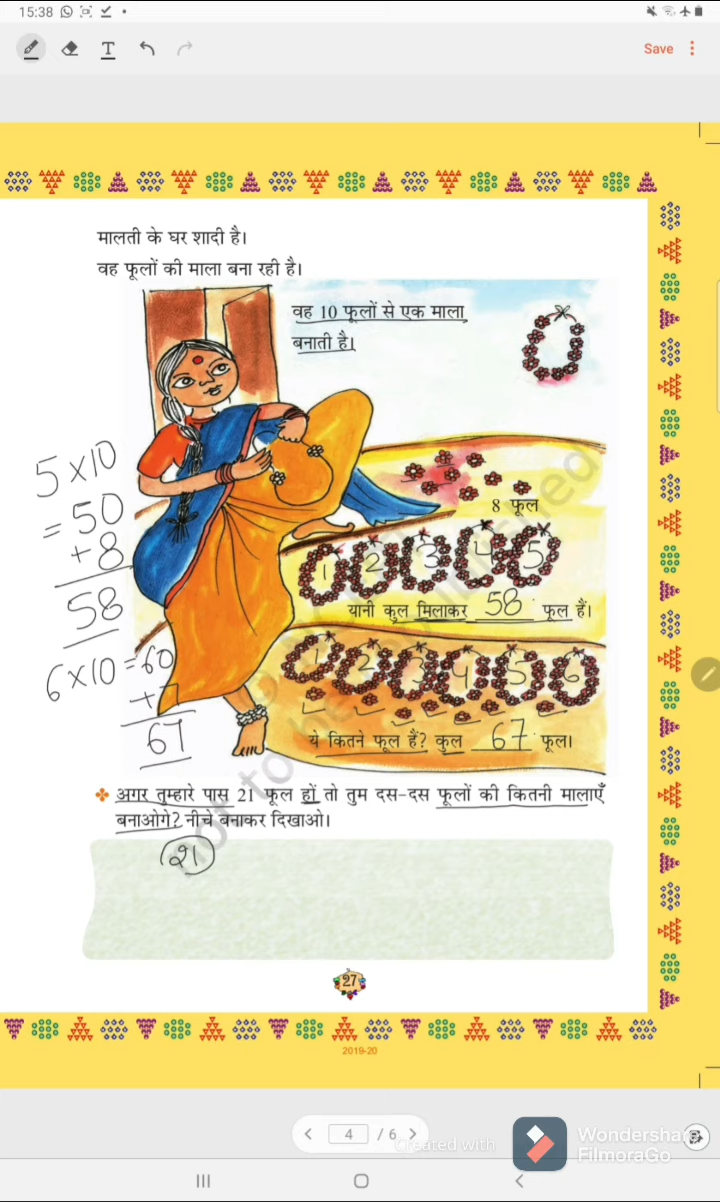 15:38
T
Save
मालती के घर शादी है।
वह फूलों की माला बना रही है।
वह 10 फूलों से एक माला
बनाती है।
8 फूल
1 2 3 4 5
यानी कुल मिलाकर 58 फूल हैं।
1 2 3 4 5 6
ये कितने फूल हैं? कुल 67 फूल।
5×10
=50
+8
58
6×10=60
+7
67
❖ अगर तुम्हारे पास 21 फूल हों तो तुम दस-दस फूलों की कितनी मालाएँ
बनाओगे? नीचे बनाकर दिखाओ।
21
27
2019-20
4 / 6
Created with
Wondersha
FilmoraGo